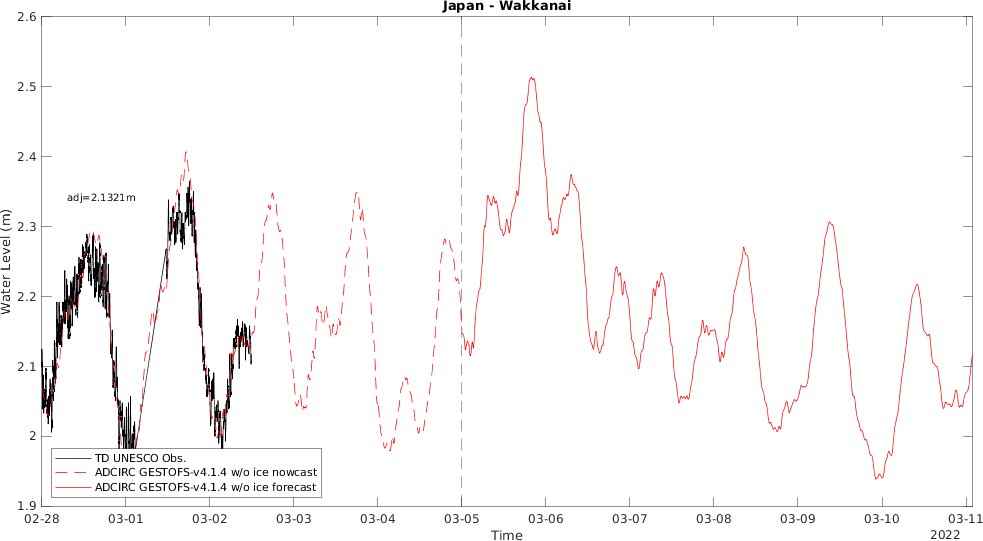 Japan - Wakkanai
2.6
2.5
2.4
2.3
2.2
2.1
2
1.9
Water Level (m)
adj=2.1321m
TD UNESCO Obs.
ADCIRC GESTOFS-v4.1.4 w/o ice nowcast
ADCIRC GESTOFS-v4.1.4 w/o ice forecast
02-28 03-01 03-02 03-03 03-04 03-05 03-06 03-07 03-08 03-09 03-10 03-11
Time
2022